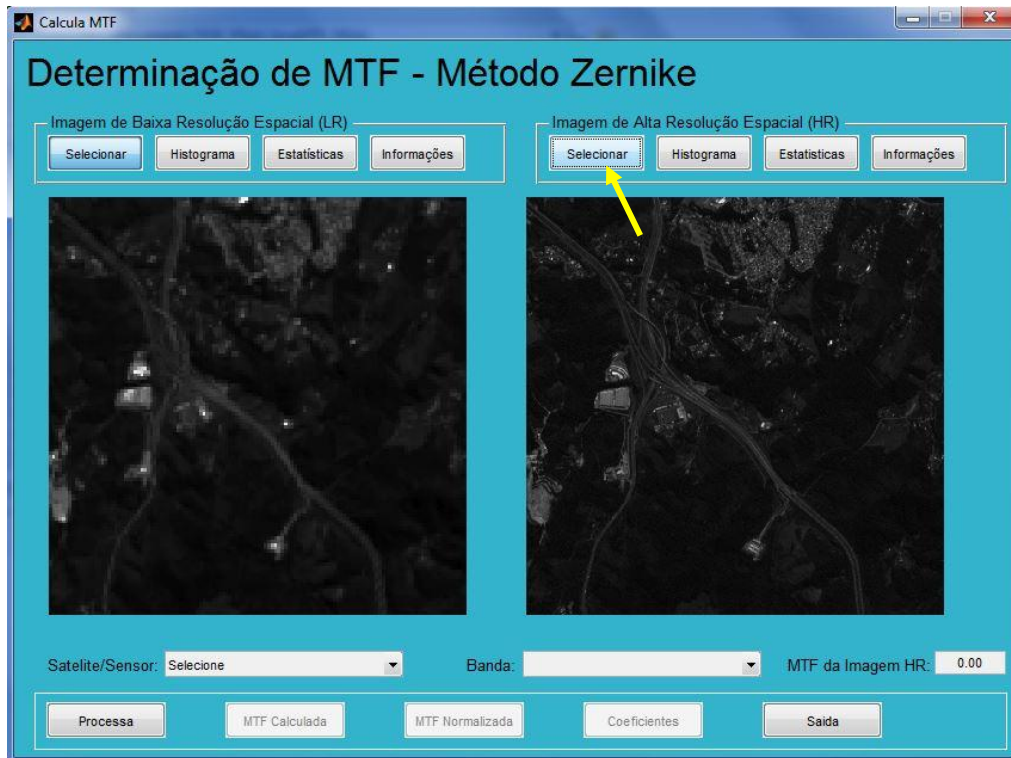 Calcula MTF
Determinação de MTF - Método Zernike
Imagem de Baixa Resolução Espacial (LR)
Selecionar Histograma Estatísticas Informações
Imagem de Alta Resolução Espacial (HR)
Selecionar Histograma Estatisticas Informações
Satelite/Sensor: Selecione Banda: MTF da Imagem HR: 0.00
Processa MTF Calculada MTF Normalizada Coeficientes Saida